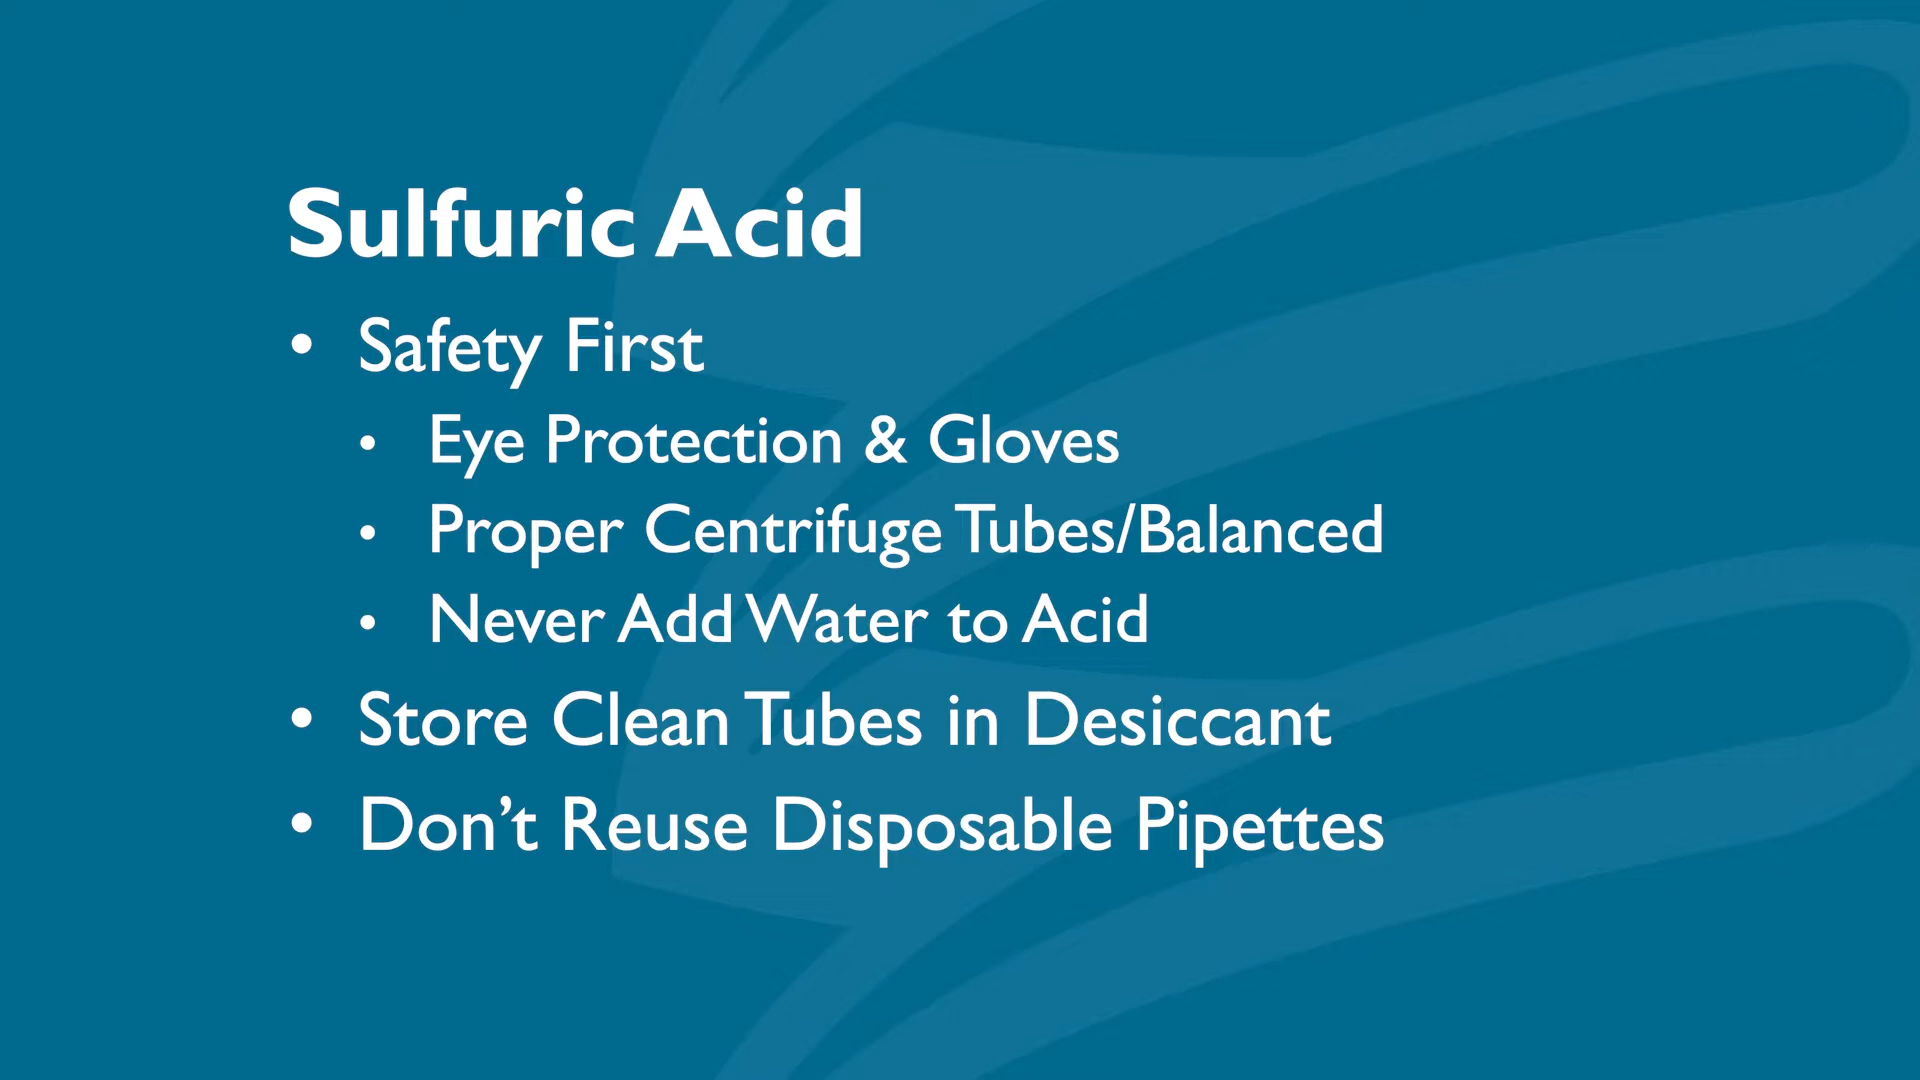 Sulfuric Acid
• Safety First
• Eye Protection & Gloves
• Proper Centrifuge Tubes/Balanced
• Never Add Water to Acid
• Store Clean Tubes in Desiccant
• Don’t Reuse Disposable Pipettes